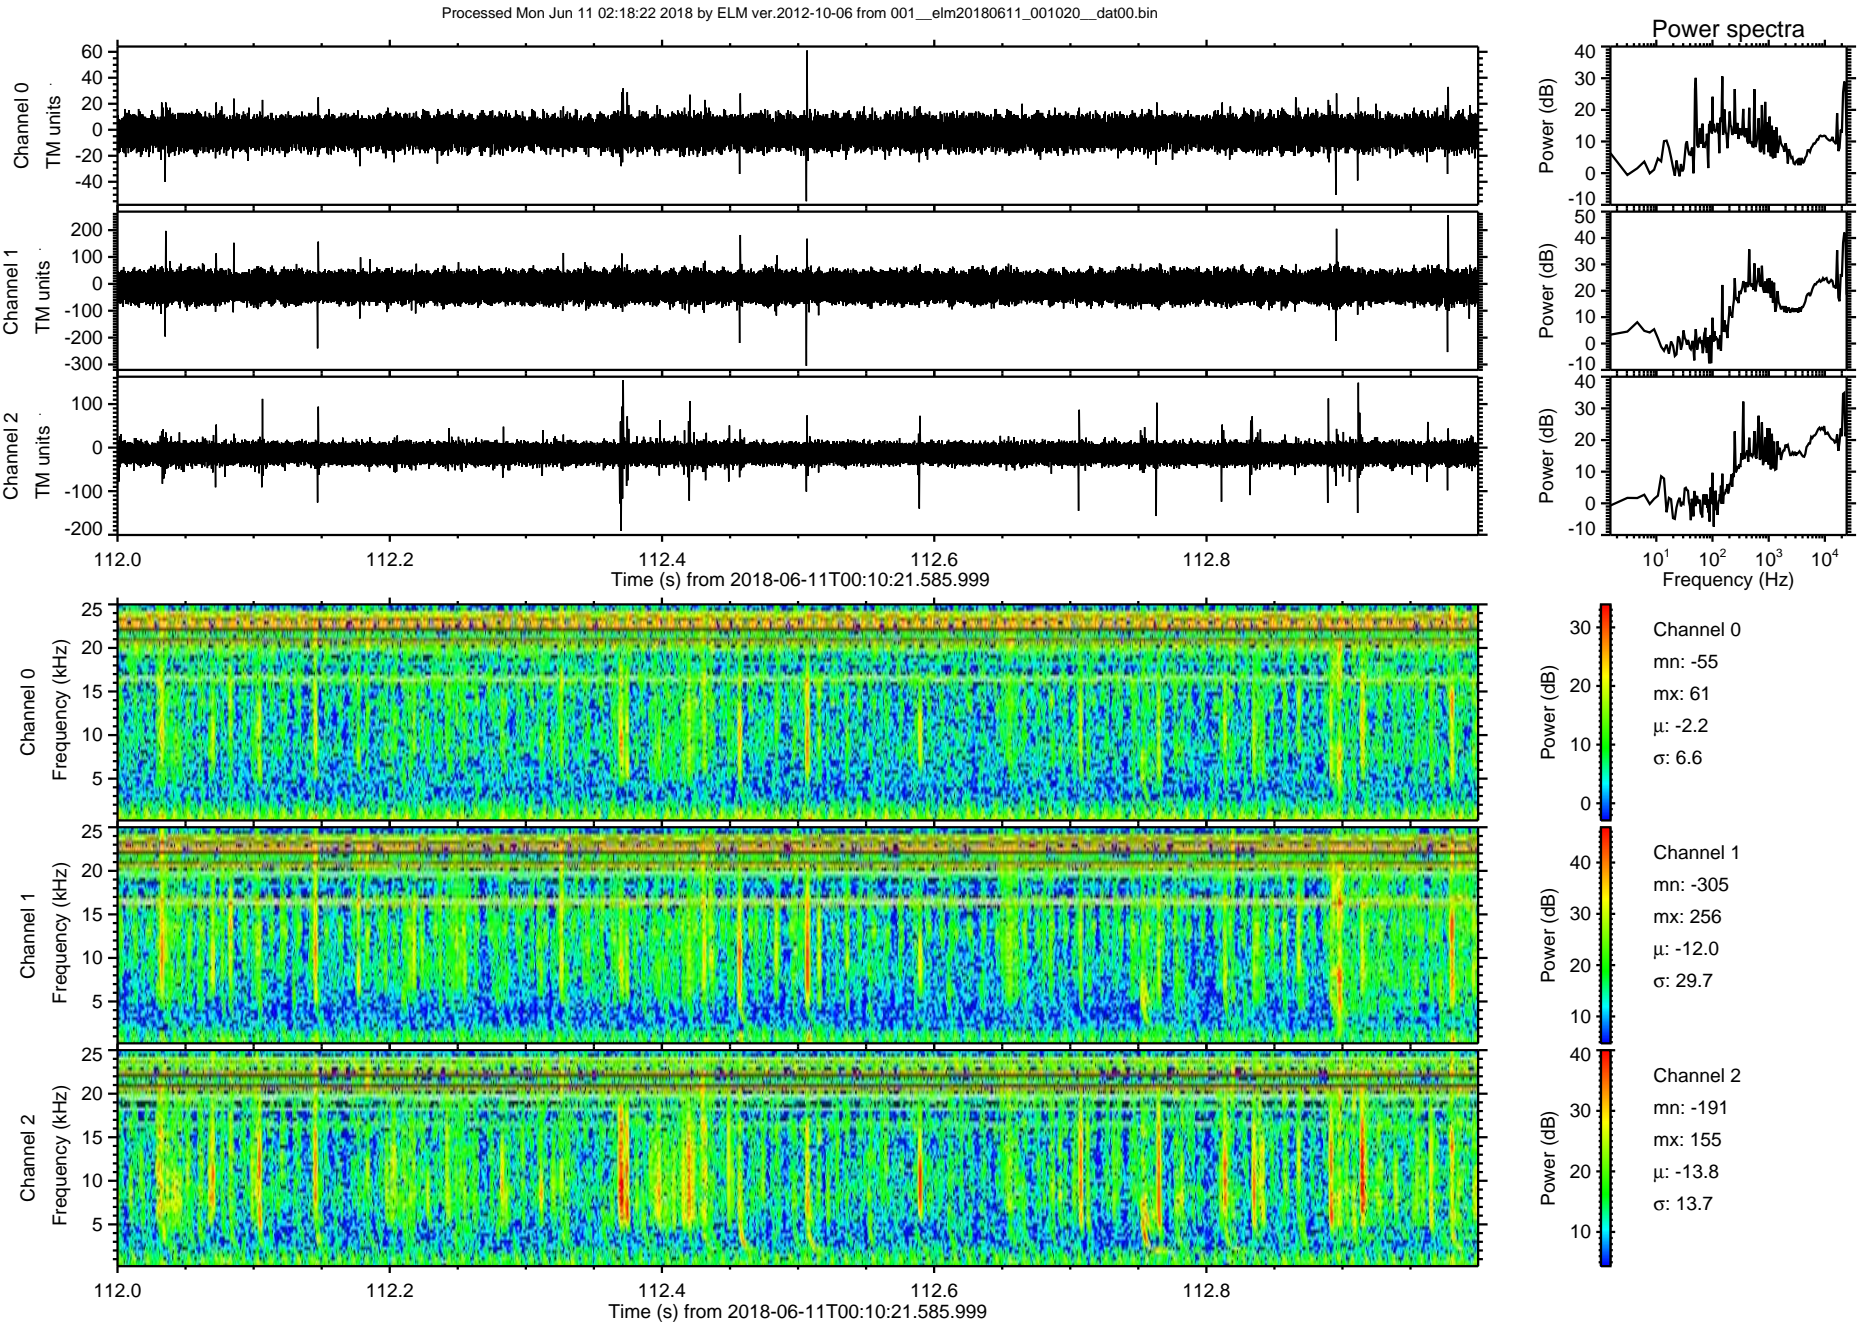 Processed Mon Jun 11 02:18:22 2018 by ELM ver.2012-10-06 from 001__elm20180611_001020__dat00.bin
Power spectra
Channel 0
TM units
60
40
20
0
-20
-40
Power (dB)
40
30
20
10
0
-10
Channel 1
TM units
200
100
0
-100
-200
-300
Power (dB)
50
40
30
20
10
0
-10
Channel 2
TM units
100
0
-100
-200
Power (dB)
40
30
20
10
0
-10
112.0 112.2 112.4 112.6 112.8
Time (s) from 2018-06-11T00:10:21.585.999
10^1 10^2 10^3 10^4
Frequency (Hz)
Channel 0
Frequency (kHz)
25
20
15
10
5
Power (dB)
30
20
10
0
Channel 0
mn: -55
mx: 61
μ: -2.2
σ: 6.6
Channel 1
Frequency (kHz)
25
20
15
10
5
Power (dB)
40
30
20
10
Channel 1
mn: -305
mx: 256
μ: -12.0
σ: 29.7
Channel 2
Frequency (kHz)
25
20
15
10
5
Power (dB)
40
30
20
10
Channel 2
mn: -191
mx: 155
μ: -13.8
σ: 13.7
112.0 112.2 112.4 112.6 112.8
Time (s) from 2018-06-11T00:10:21.585.999